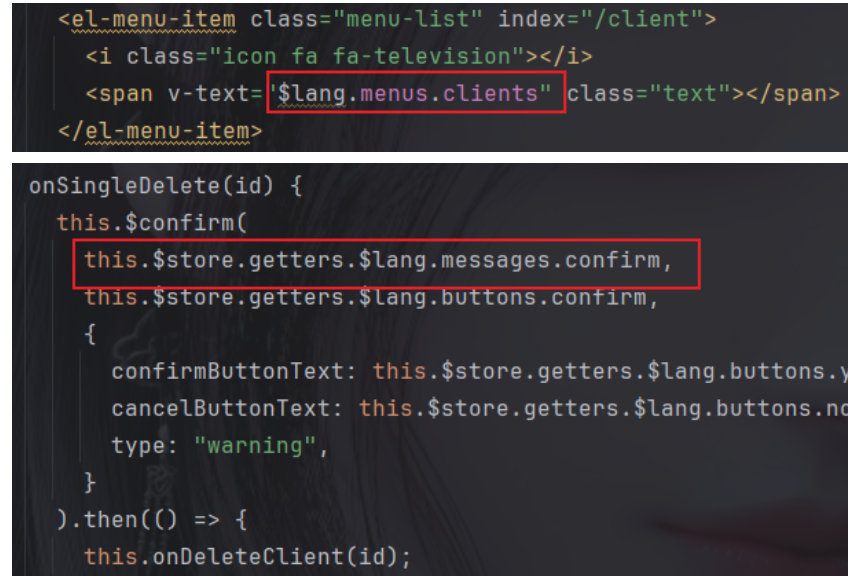 <el-menu-item class="menu-list" index="/client">
<i class="icon fa fa-television"></i>
<span v-text="$lang.menus.clients" class="text"></span>
</el-menu-item>
onSingleDelete(id) {
this.$confirm(
this.$store.getters.$lang.messages.confirm,
this.$store.getters.$lang.buttons.confirm,
{
confirmButtonText: this.$store.getters.$lang.buttons.y
cancelButtonText: this.$store.getters.$lang.buttons.no
type: "warning",
}
).then(() => {
this.onDeleteClient(id);